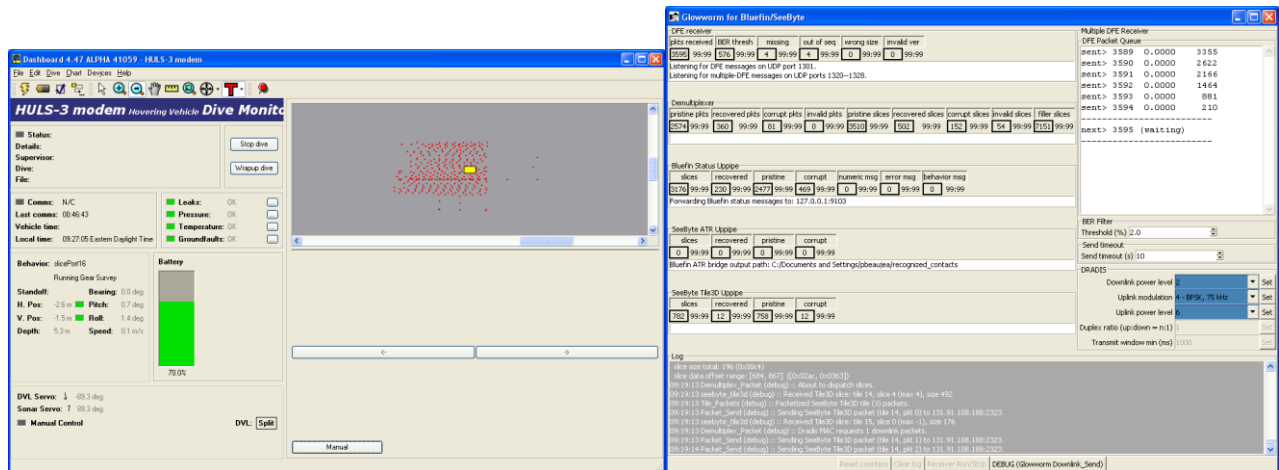 Dashboard 4.47 ALPHA 41059 - HULS-3 modem
File Edit Dive Chart Devices Help
HULS-3 modem Hovering Vehicle Dive Monito
Status:
Details:
Supervisor:
Dive:
File:
Stop dive
Wrapup dive
Comms: N/C
Last comms: 00:46:43
Vehicle time:
Local time: 09:27:05 Eastern Daylight Time
Leaks: OK ...
Pressure: OK ...
Temperature: OK ...
Groundfaults: OK ...
Behavior: slicePort16
Running Gear Survey
Standoff: Bearing: 0.0 deg
H. Pos: -2.6 m Pitch: 0.7 deg
V. Pos: -1.5 m Roll: 1.4 deg
Depth: 5.3 m Speed: 0.1 m/s
Battery
70.0%
DVL Servo: ↓ -89.3 deg
Sonar Servo: ↑ 89.3 deg
Manual Control
DVL: Split
<-
->
Manual
Glowworm for Bluefin/SeeByte
DFE receiver
pkts received BER thresh missing out of seq wrong size invalid ver
3595 99:99 576 99:99 4 99:99 4 99:99 0 99:99 0 99:99
Listening for DFE messages on UDP port 1301.
Listening for multiple-DFE messages on UDP ports 1320--1328.
Demultiplexer
pristine pkts recovered pkts corrupt pkts invalid pkts pristine slices recovered slices corrupt slices invalid slices filler slices
2574 99:99 360 99:99 81 99:99 0 99:99 3510 99:99 502 99:99 152 99:99 54 99:99 7151 99:99
Bluefin Status Uppipe
slices recovered pristine corrupt numeric msg error msg behavior msg
3176 99:99 230 99:99 2477 99:99 469 99:99 0 99:99 0 99:99 0 99:99
Forwarding Bluefin status messages to: 127.0.0.1:9103
SeeByte ATR Uppipe
slices recovered pristine corrupt
0 99:99 0 99:99 0 99:99 0 99:99
Bluefin ATR bridge output path: C:/Documents and Settings/pbeaujea/recognized_contacts
SeeByte Tile3D Uppipe
slices recovered pristine corrupt
782 99:99 12 99:99 758 99:99 12 99:99
Multiple DFE Receiver
DFE Packet Queue
sent> 3589 0.0000 3355
sent> 3590 0.0000 2622
sent> 3591 0.0000 2166
sent> 3592 0.0000 1464
sent> 3593 0.0000 881
sent> 3594 0.0000 210
-------------------------
next> 3595 (waiting)
-------------------------
BER Filter
Threshold (%) 2.0
Send timeout
Send timeout (s) 10
DRADIS
Downlink power level 2 Set
Uplink modulation 4 - BPSK, 75 kHz Set
Uplink power level 6 Set
Duplex ratio (up:down = n:1) 1 Set
Transmit window min (ms) 1000 Set
Log
slice size total: 196 (0x00c4)
slice data offset range: [684, 867] ([0x02ac, 0x0363])
09:19:13 Demultiplex_Packet (debug) :: About to dispatch slices.
09:19:13 seebyte_tile3d (debug) :: Received Tile3D slice: tile 14, slice 4 (max 4), size 492
09:19:13 Tile_Packets (debug) :: Packetized SeeByte Tile3D tile (3) packets.
09:19:13 Packet_Send (debug) :: Sending SeeByte Tile3D packet (tile 14, pkt 0) to 131.91.108.188:2323.
09:19:13 seebyte_tile3d (debug) :: Received Tile3D slice: tile 15, slice 0 (max -1), size 176
09:19:13 Demultiplex_Packet (debug) :: Dradis MAC requests 1 downlink packets.
09:19:13 Packet_Send (debug) :: Sending SeeByte Tile3D packet (tile 14, pkt 1) to 131.91.108.188:2323.
09:19:14 Packet_Send (debug) :: Sending SeeByte Tile3D packet (tile 14, pkt 2) to 131.91.108.188:2323.
Reset counters Clear log Receiver Run/Stop DEBUG (Glowworm Downlink_Send)